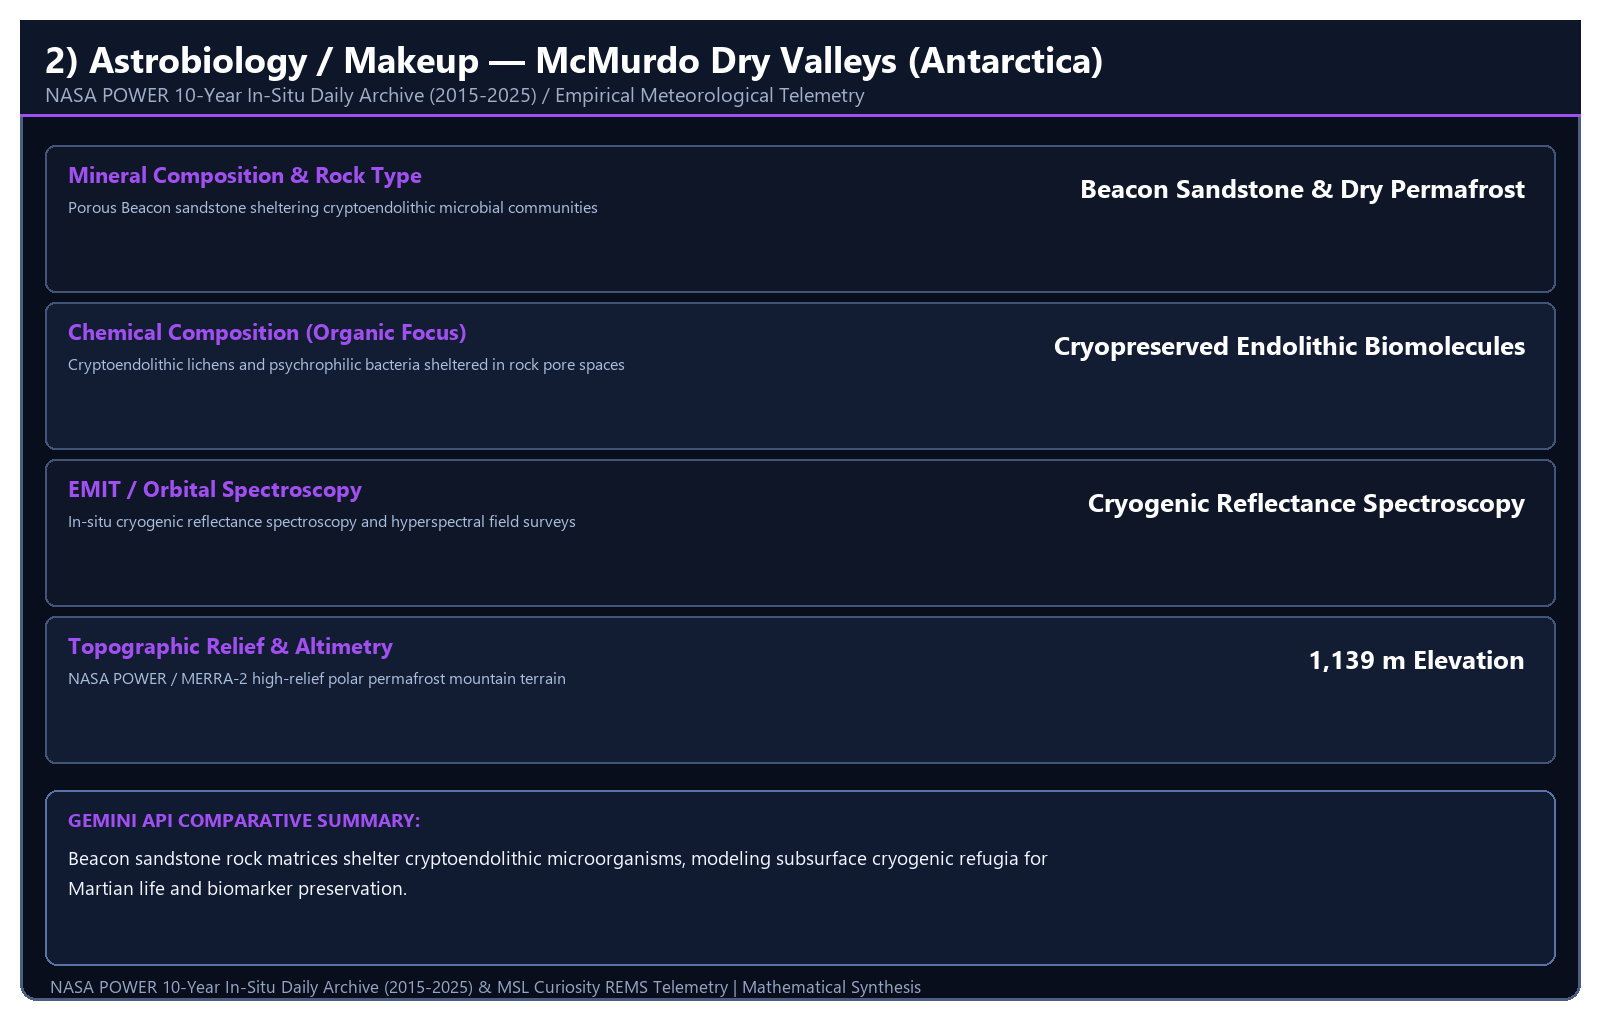 2) Astrobiology / Makeup — McMurdo Dry Valleys (Antarctica)
NASA POWER 10-Year In-Situ Daily Archive (2015-2025) / Empirical Meteorological Telemetry
Mineral Composition & Rock Type
Porous Beacon sandstone sheltering cryptoendolithic microbial communities
Beacon Sandstone & Dry Permafrost
Chemical Composition (Organic Focus)
Cryptoendolithic lichens and psychrophilic bacteria sheltered in rock pore spaces
Cryopreserved Endolithic Biomolecules
EMIT / Orbital Spectroscopy
In-situ cryogenic reflectance spectroscopy and hyperspectral field surveys
Cryogenic Reflectance Spectroscopy
Topographic Relief & Altimetry
NASA POWER / MERRA-2 high-relief polar permafrost mountain terrain
1,139 m Elevation
GEMINI API COMPARATIVE SUMMARY:
Beacon sandstone rock matrices shelter cryptoendolithic microorganisms, modeling subsurface cryogenic refugia for
Martian life and biomarker preservation.
NASA POWER 10-Year In-Situ Daily Archive (2015-2025) & MSL Curiosity REMS Telemetry | Mathematical Synthesis